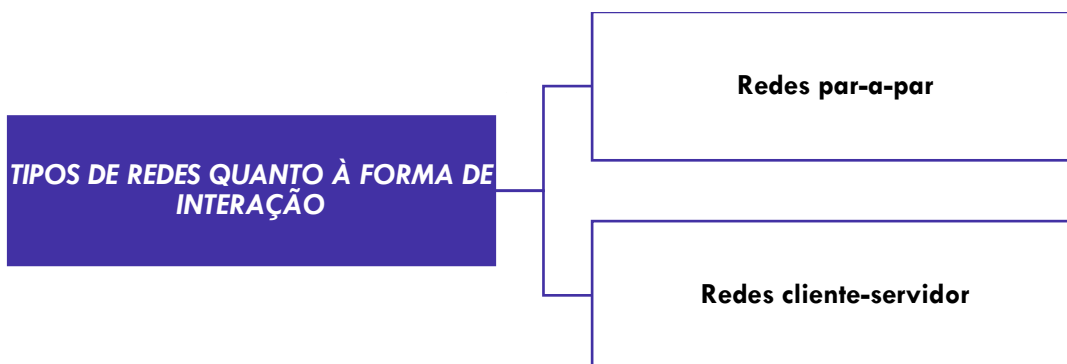 TIPOS DE REDES QUANTO À FORMA DE
INTERAÇÃO
Redes par-a-par
Redes cliente-servidor